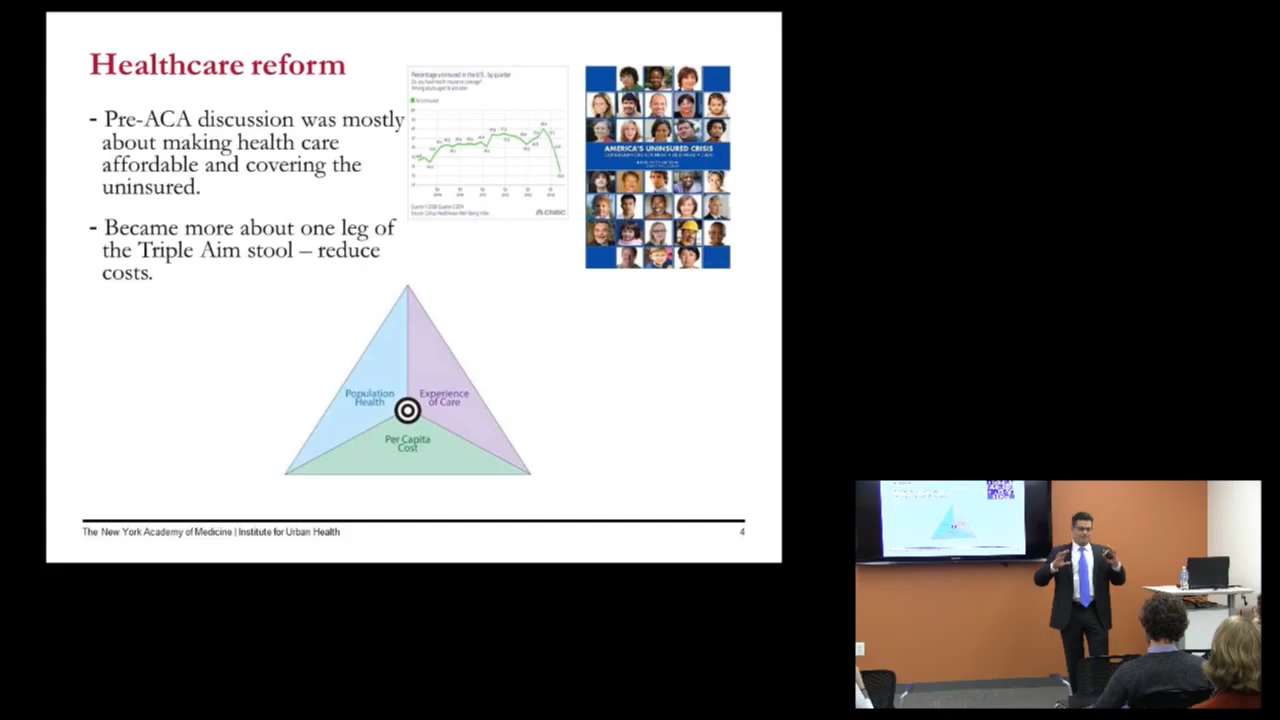 Healthcare reform
- Pre-ACA discussion was mostly
about making health care
affordable and covering the
uninsured.
- Became more about one leg of
the Triple Aim stool – reduce
costs.
Percentage uninsured in the U.S., by quarter
Do you have health insurance coverage?
Among adults aged 18 and older
% Uninsured
Source: Gallup-Healthways Well-Being Index
CNBC
AMERICA'S UNINSURED CRISIS
Population
Health
Experience
of Care
Per Capita
Cost
The New York Academy of Medicine | Institute for Urban Health
4